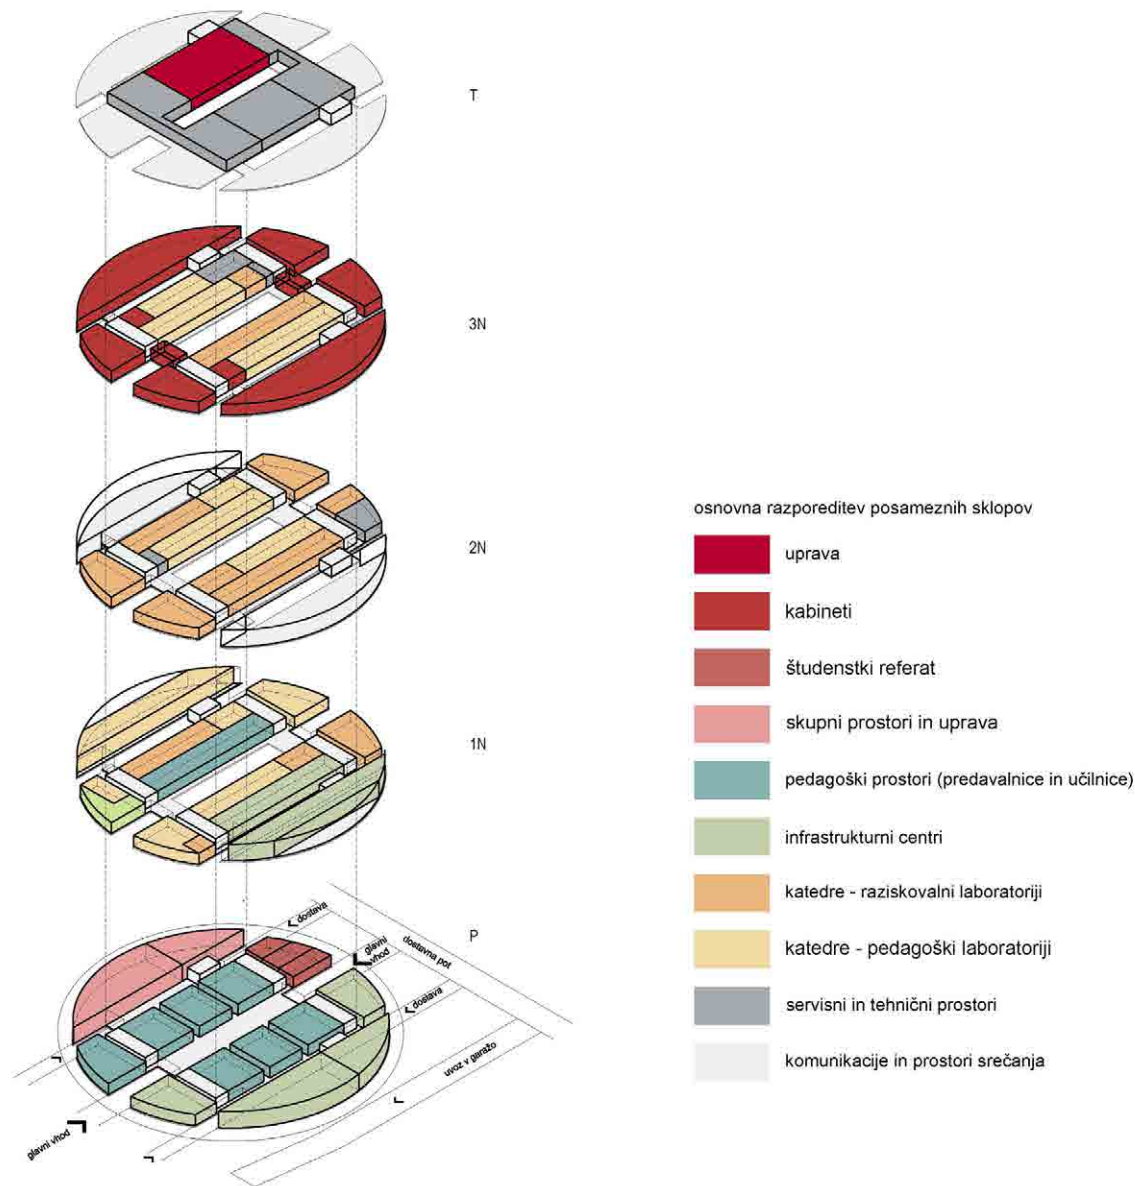 T
3N
2N
1N
P
dostava
glavni
vhod
dostavna pot
dostava
uvoz v garažo
glavni vhod
osnovna razporeditev posameznih sklopov
uprava
kabineti
študentski referat
skupni prostori in uprava
pedagoški prostori (predavalnice in učilnice)
infrastrukturni centri
katedre - raziskovalni laboratoriji
katedre - pedagoški laboratoriji
servisni in tehnični prostori
komunikacije in prostori srečanja